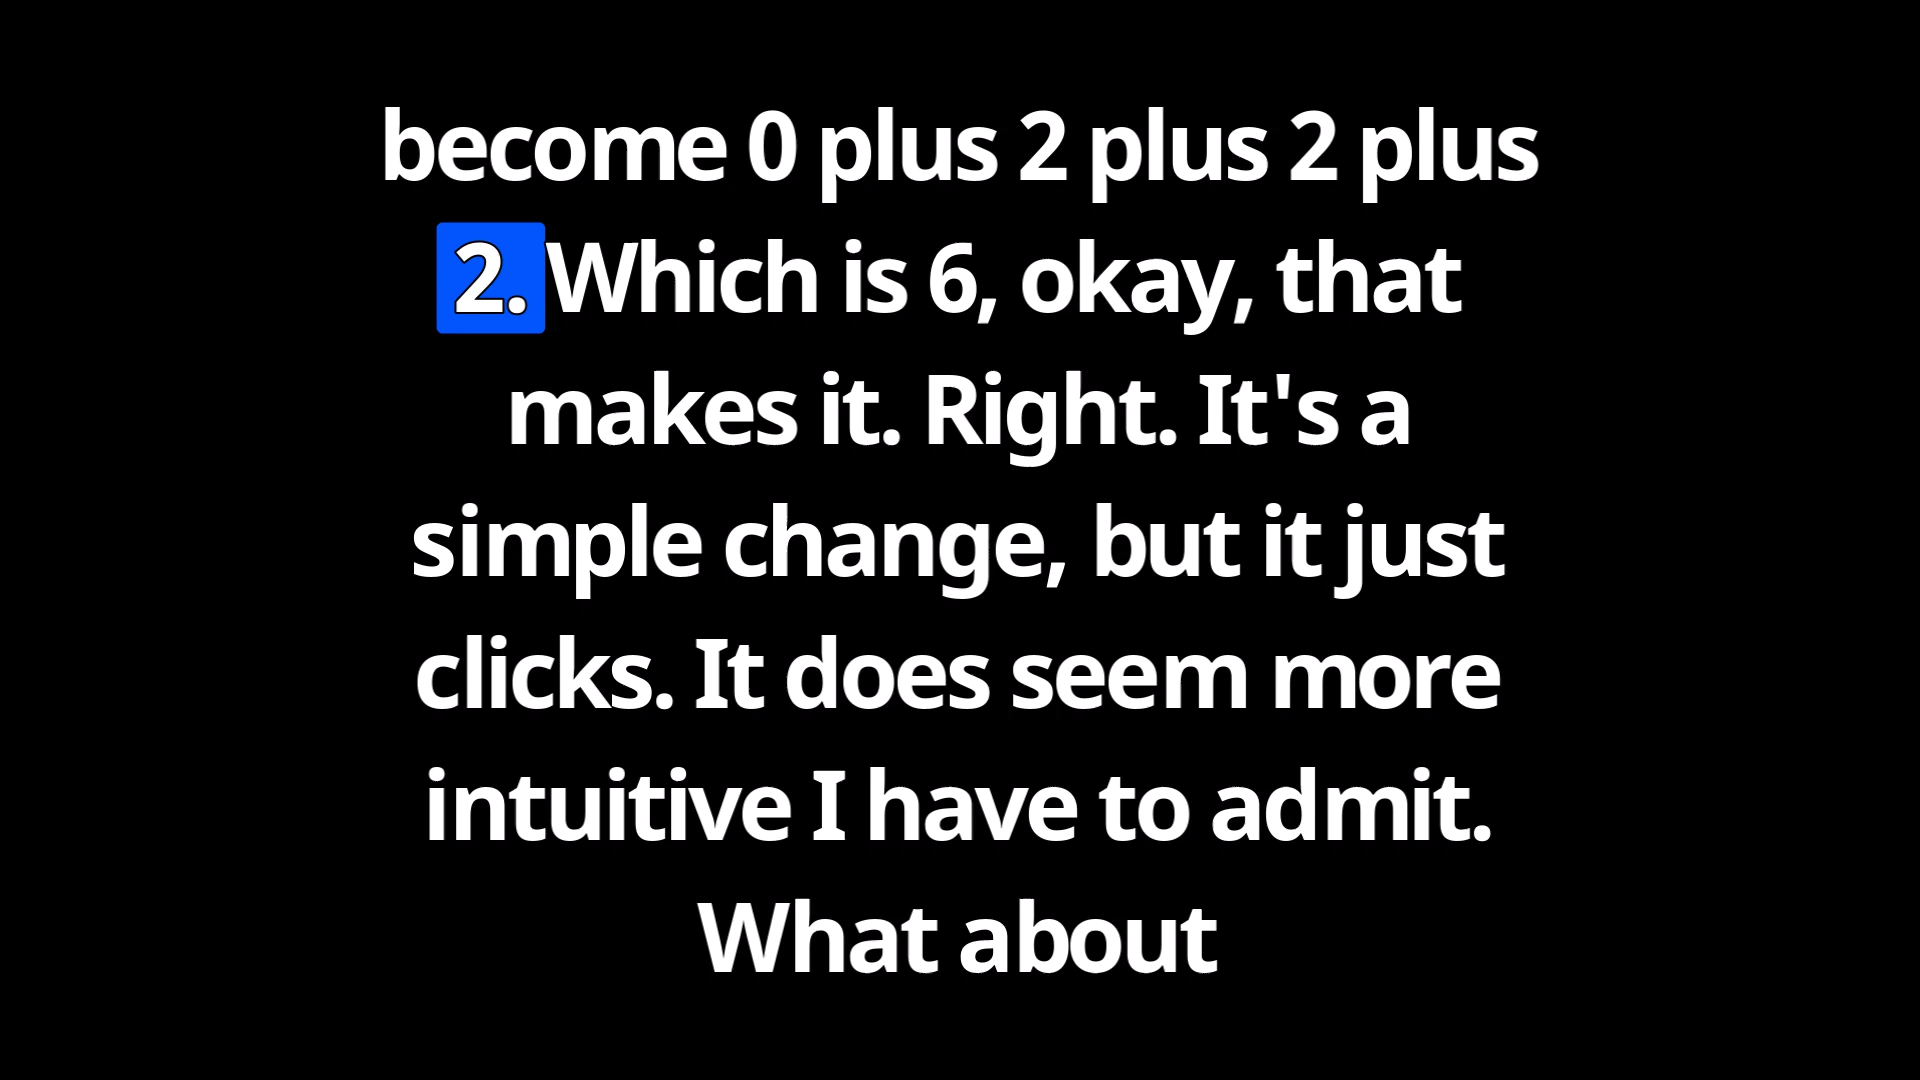 become 0 plus 2 plus 2 plus
2. Which is 6, okay, that
makes it. Right. It's a
simple change, but it just
clicks. It does seem more
intuitive I have to admit.
What about